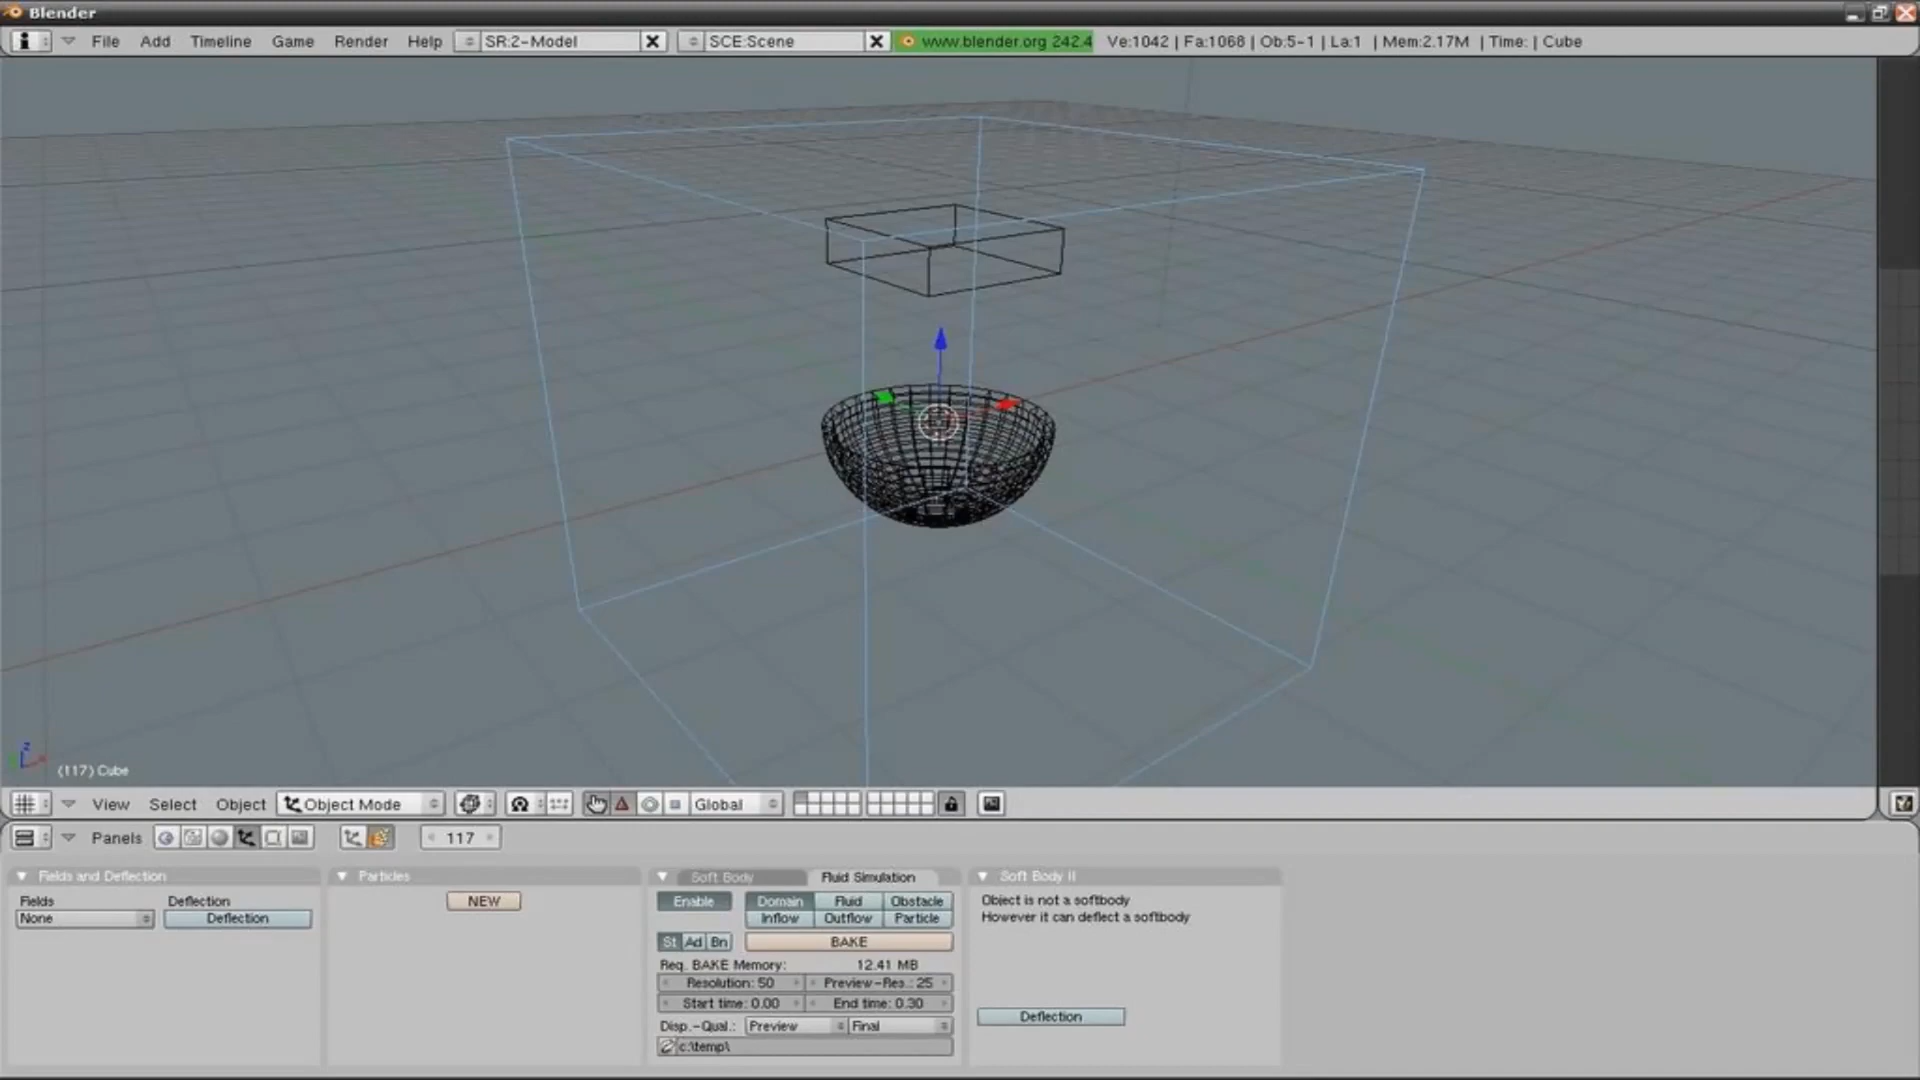 Blender
File Add Timeline Game Render Help SR:2-Model SCE:Scene www.blender.org 242.4 Ve:1042 | Fa:1068 | Ob:5-1 | La:1 | Mem:2.17M | Time: | Cube
z
(117) Cube
View Select Object Object Mode Global
Panels 117
Fields and Deflection Particles Soft Body Fluid Simulation Soft Body II
Fields Deflection NEW Enable Domain Fluid Obstacle Object is not a softbody
None Deflection Inflow Outflow Particle However it can deflect a softbody
St Ad Bn BAKE
Req. BAKE Memory: 12.41 MB
Resolution: 50 Preview-Res.: 25
Start time: 0.00 End time: 0.30
Deflection
Disp.-Qual.: Preview Final
c:\temp\